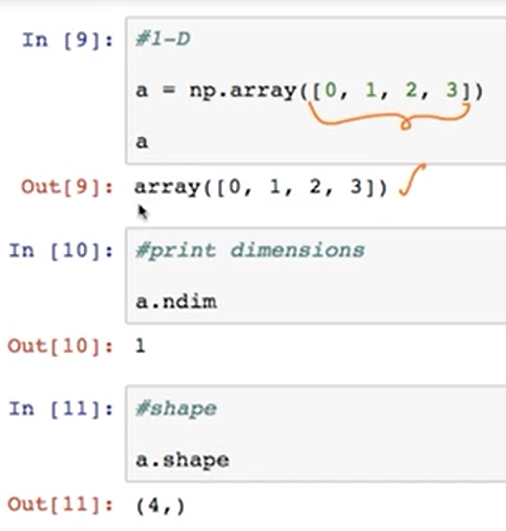 In [9]: #1-D
a = np.array([0, 1, 2, 3])
a
Out[9]: array([0, 1, 2, 3])
In [10]: #print dimensions
a.ndim
Out[10]: 1
In [11]: #shape
a.shape
Out[11]: (4,)